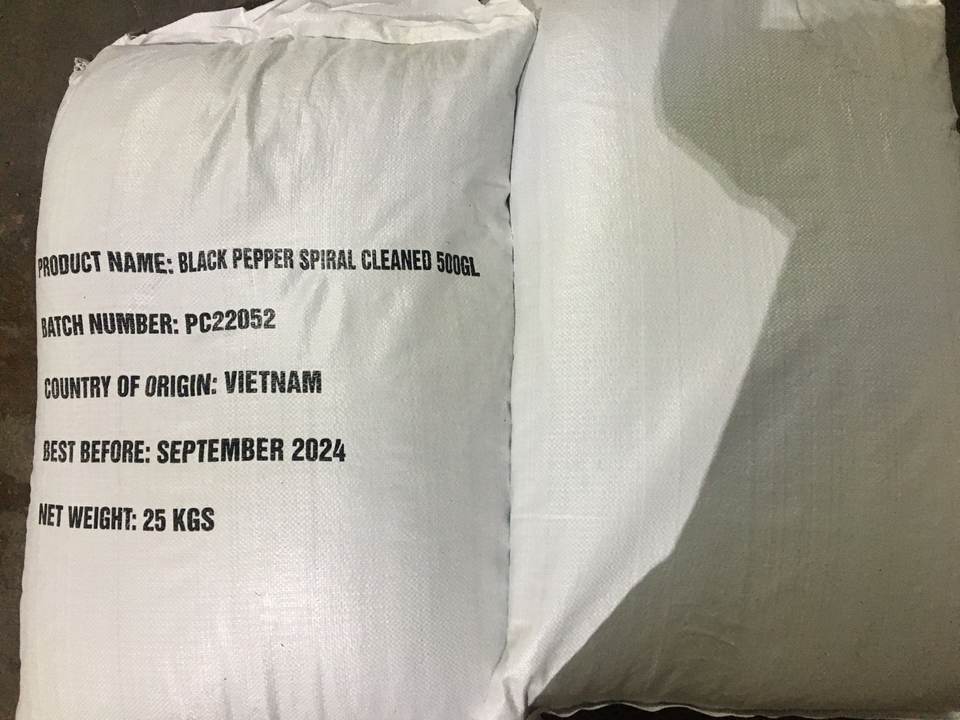 PRODUCT NAME: BLACK PEPPER SPIRAL CLEANED 500GL
BATCH NUMBER: PC22052
COUNTRY OF ORIGIN: VIETNAM
BEST BEFORE: SEPTEMBER 2024
NET WEIGHT: 25 KGS